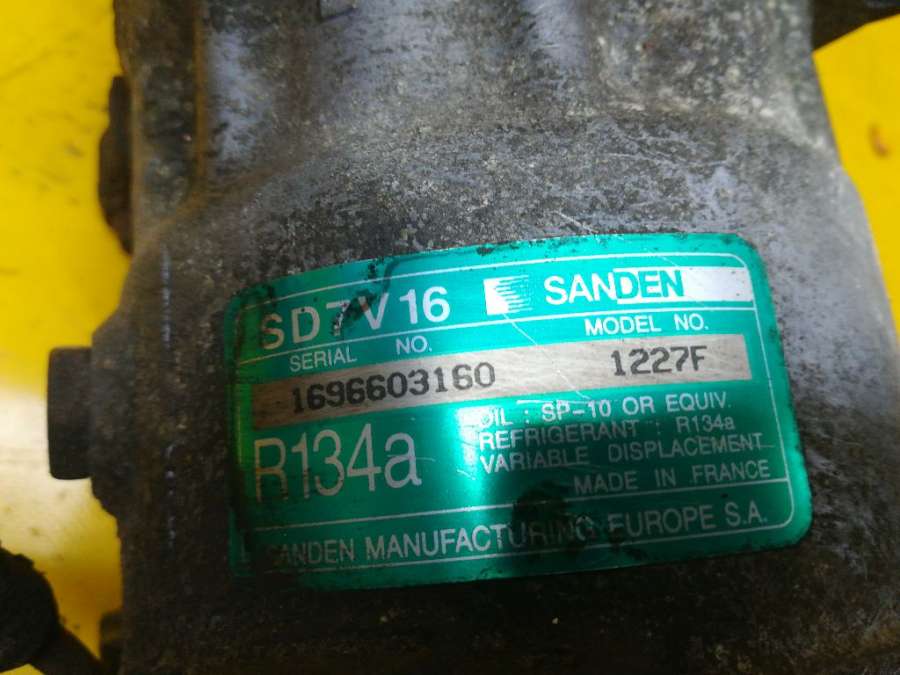 SD7V16 SANDEN
SERIAL NO. MODEL NO.
1696603160 1227F
R134a
OIL : SP-10 OR EQUIV.
REFRIGERANT : R134a
VARIABLE DISPLACEMENT
MADE IN FRANCE
SANDEN MANUFACTURING EUROPE S.A.